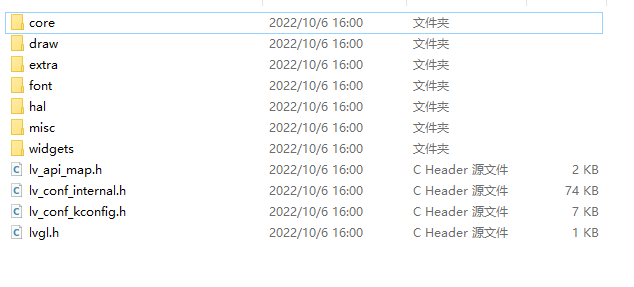 core 2022/10/6 16:00 文件夹
draw 2022/10/6 16:00 文件夹
extra 2022/10/6 16:00 文件夹
font 2022/10/6 16:00 文件夹
hal 2022/10/6 16:00 文件夹
misc 2022/10/6 16:00 文件夹
widgets 2022/10/6 16:00 文件夹
lv_api_map.h 2022/10/6 16:00 C Header 源文件 2 KB
lv_conf_internal.h 2022/10/6 16:00 C Header 源文件 74 KB
lv_conf_kconfig.h 2022/10/6 16:00 C Header 源文件 7 KB
lvgl.h 2022/10/6 16:00 C Header 源文件 1 KB